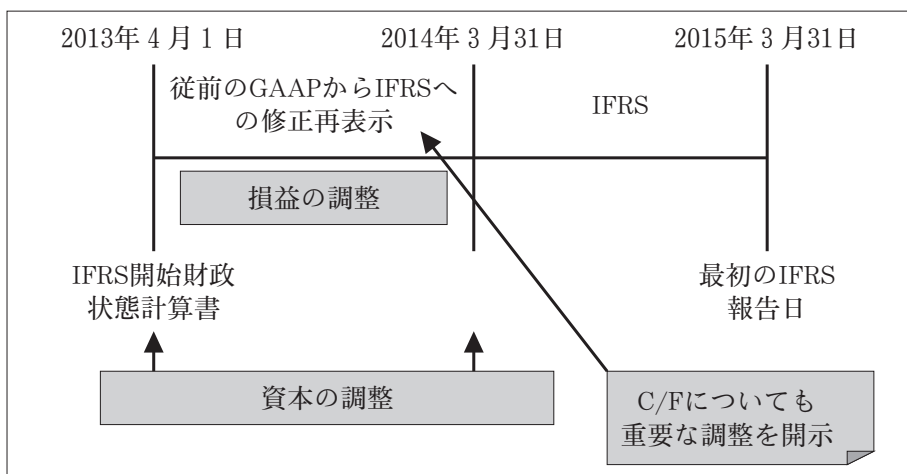 2013年4月1日
2014年3月31日
2015年3月31日
従前のGAAPからIFRSへ
の修正再表示
IFRS
損益の調整
IFRS開始財政
状態計算書
最初のIFRS
報告日
資本の調整
C/Fについても
重要な調整を開示